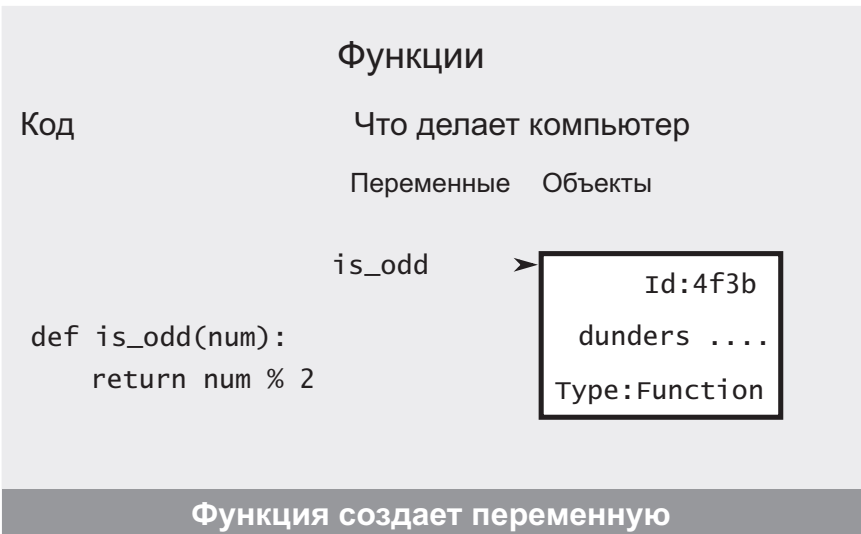 Функции
Код Что делает компьютер
Переменные Объекты
is_odd
Id:4f3b
def is_odd(num):
dunders ....
return num % 2
Type:Function
Функция создает переменную